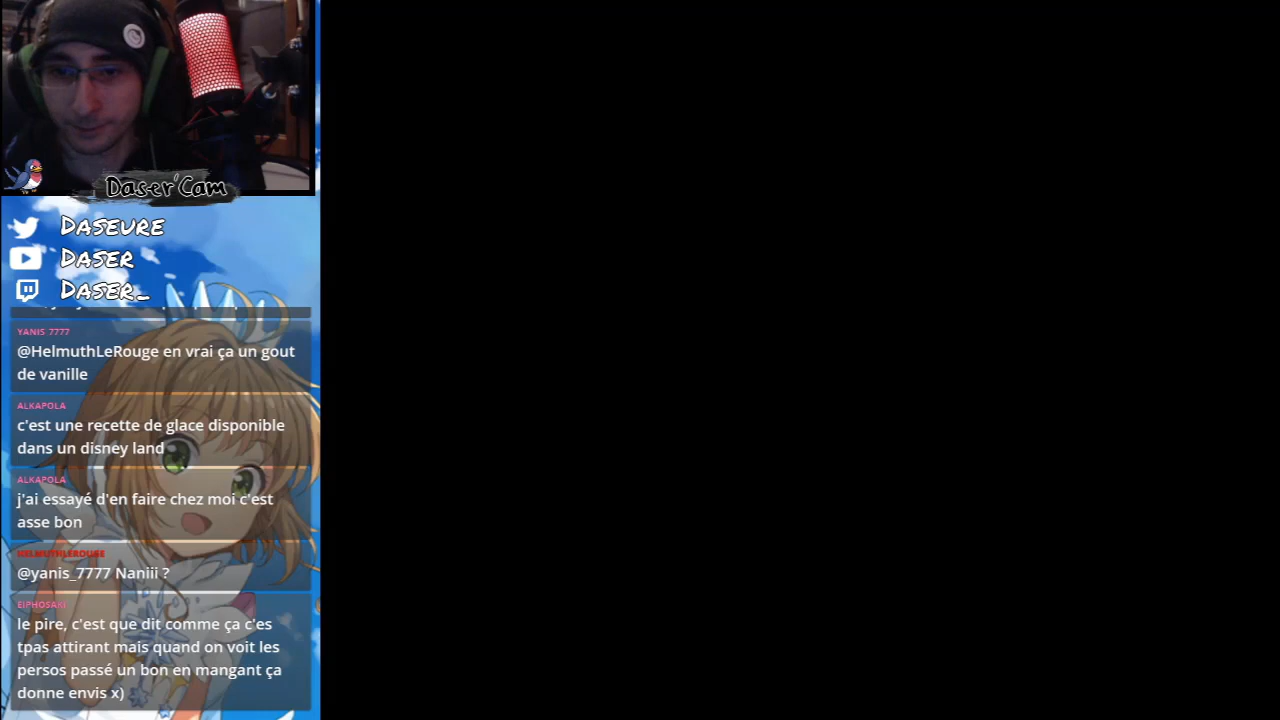 Daser'Cam
Daseure
Daser
Daser_
YANIS 7777
@HelmuthLeRouge en vrai ça un gout
de vanille
ALKAPOLA
c'est une recette de glace disponible
dans un disney land
ALKAPOLA
j'ai essayé d'en faire chez moi c'est
asse bon
HELMUTHLEROUGE
@yanis_7777 Naniii ?
EIPHOSAKI
le pire, c'est que dit comme ça c'es
tpas attirant mais quand on voit les
persos passé un bon en mangant ça
donne envis x)